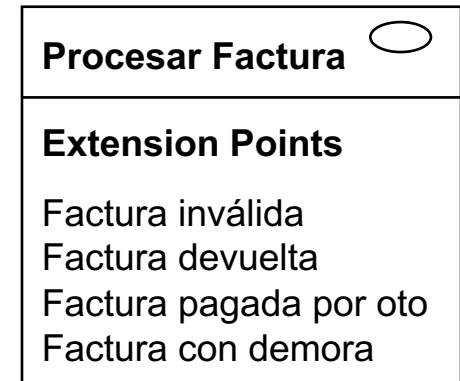 Procesar Factura
Extension Points
Factura inválida
Factura devuelta
Factura pagada por oto
Factura con demora